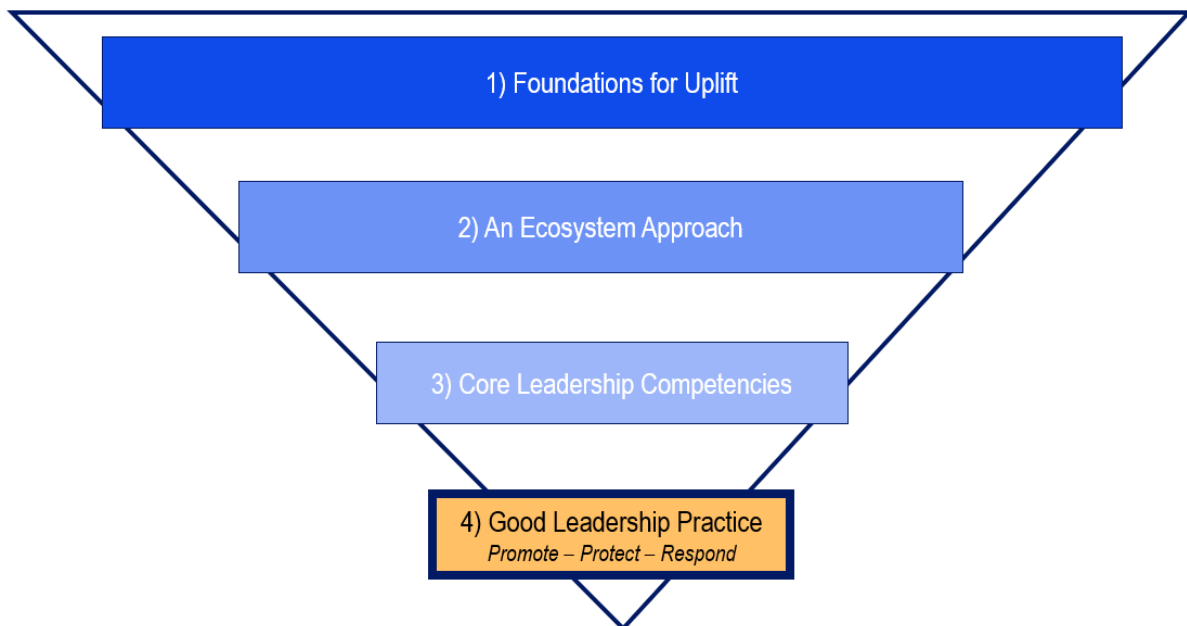 1) Foundations for Uplift
2) An Ecosystem Approach
3) Core Leadership Competencies
4) Good Leadership Practice
Promote – Protect – Respond